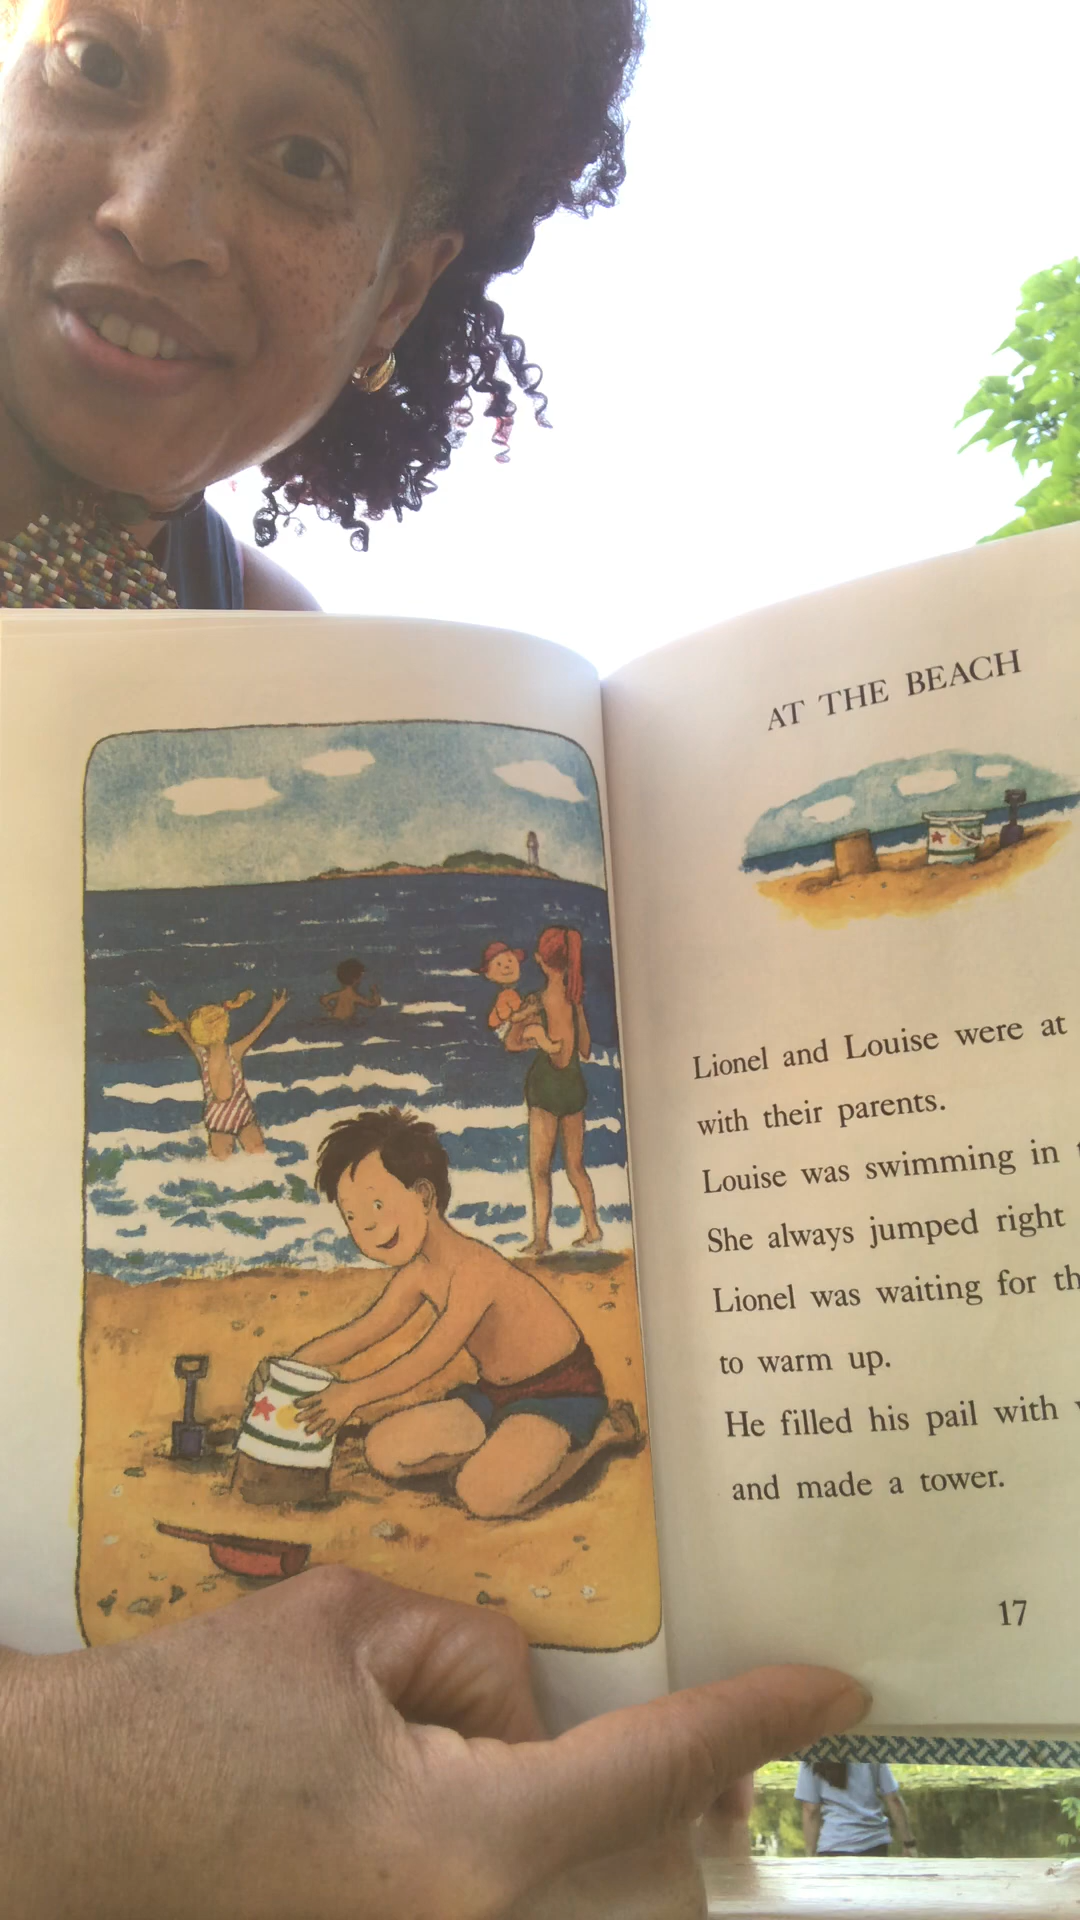 AT THE BEACH
Lionel and Louise were at
with their parents.
Louise was swimming in
She always jumped right
Lionel was waiting for
to warm up.
He filled his pail with
and made a tower.
17